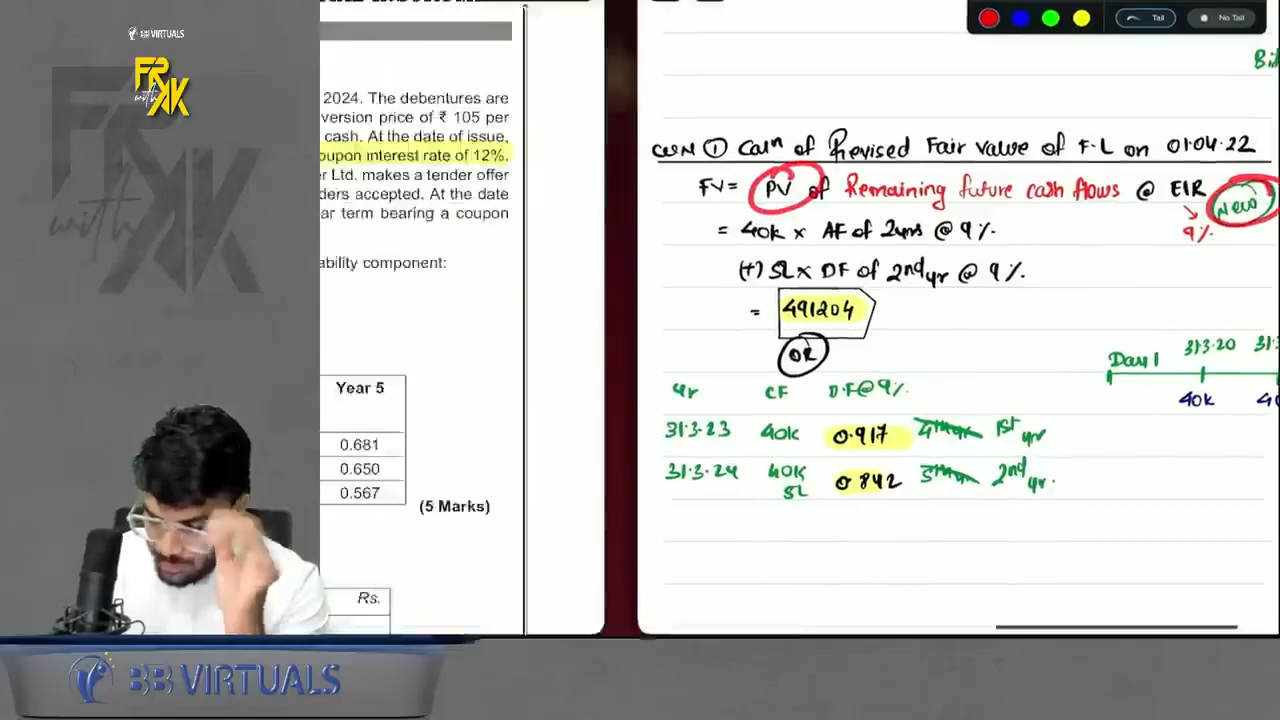 BB VIRTUALS
FR
with
AK
2024. The debentures are
version price of ₹ 105 per
cash. At the date of issue,
oupon interest rate of 12%.
r Ltd. makes a tender offer
ders accepted. At the date
ar term bearing a coupon
ability component:
Year 5
0.681
0.650
0.567
(5 Marks)
Rs.
Tail
No Tail
WN ① Caln of Revised Fair Value of F.L on 01.04.22
FV = PV of Remaining future cash flows @ EIR New
9%
= 40k x AF of 2yrs @ 9%.
(+) 5L x DF of 2nd yr @ 9%.
= 491204
OR
yr CF D.F@9%.
31.3.23 40k 0.917 4th yr 1st yr
31.3.24 40k 5L 0.842 5th yr 2nd yr.
Day 1 31.3.20
40k
BB VIRTUALS